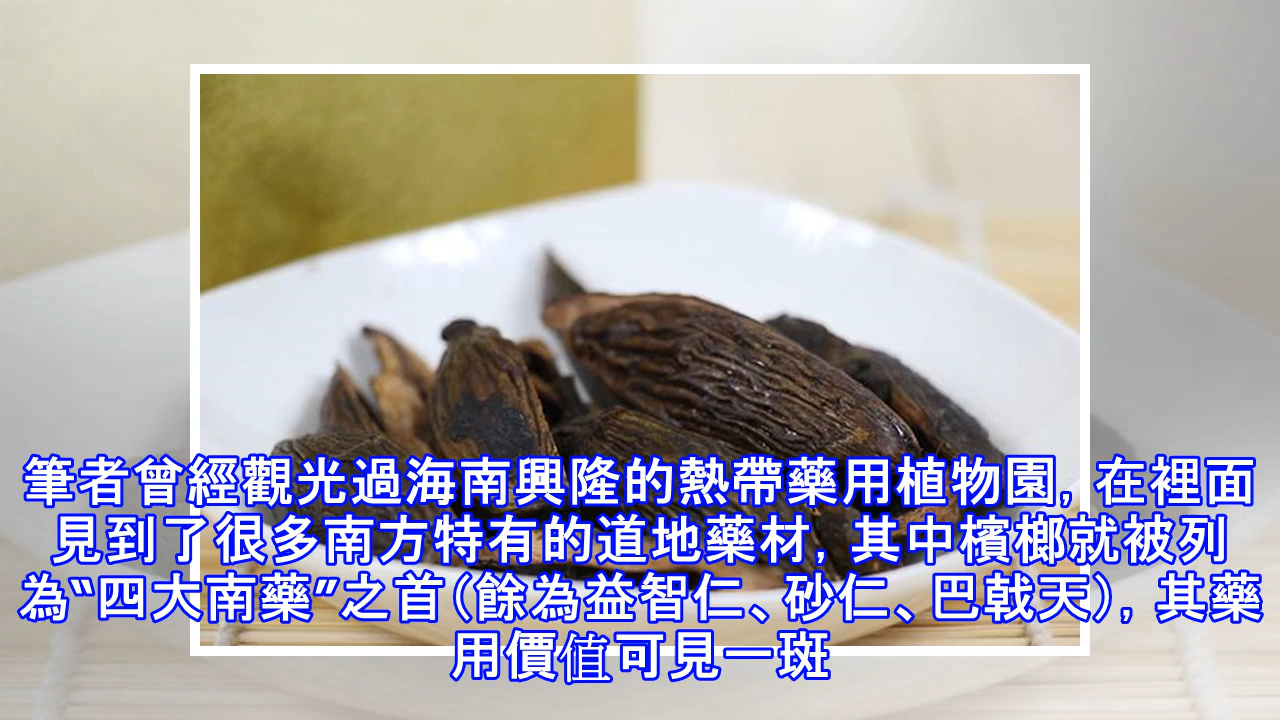 筆者曾經觀光過海南興隆的熱帶藥用植物園, 在裡面
見到了很多南方特有的道地藥材, 其中檳榔就被列
為“四大南藥”之首(餘為益智仁、砂仁、巴戟天), 其藥
用價值可見一斑